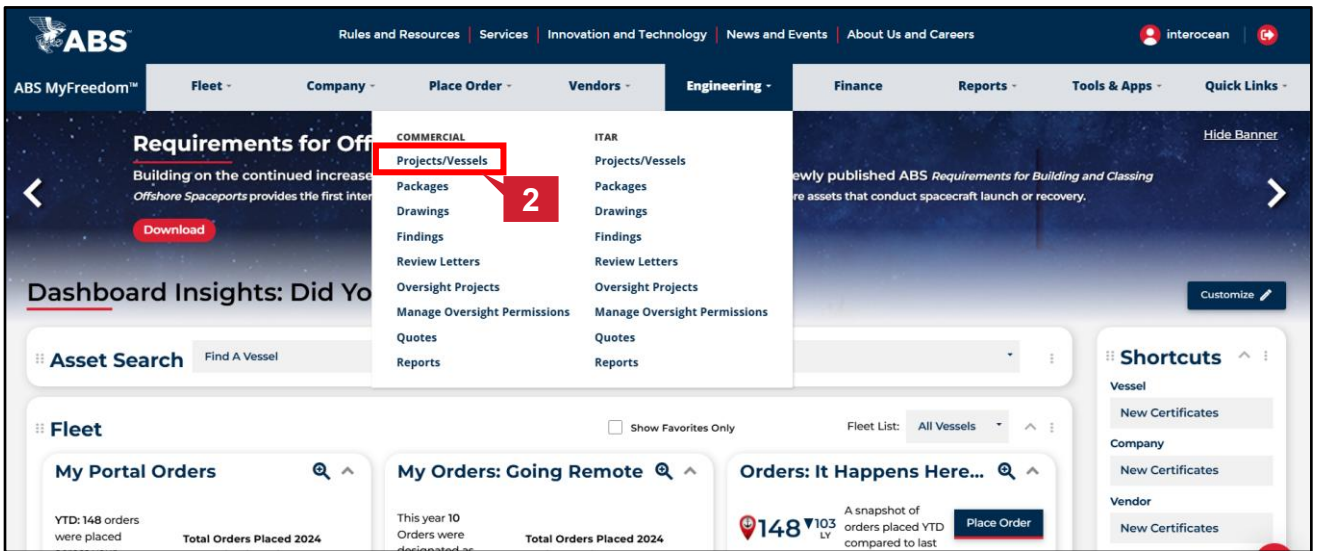 ABS
Rules and Resources | Services | Innovation and Technology | News and Events | About Us and Careers
interocean
ABS MyFreedom™
Fleet
Company
Place Order
Vendors
Engineering
Finance
Reports
Tools & Apps
Quick Links
Requirements for Off
Building on the continued increase
Offshore Spaceports provides the first inter
Download
COMMERCIAL
Projects/Vessels
2
Packages
Drawings
Findings
Review Letters
Oversight Projects
Manage Oversight Permissions
Quotes
Reports
ITAR
Projects/Vessels
Packages
Drawings
Findings
Review Letters
Oversight Projects
Manage Oversight Permissions
Quotes
Reports
Hide Banner
ewly published ABS Requirements for Building and Classing
re assets that conduct spacecraft launch or recovery.
Dashboard Insights: Did Yo
Customize
Asset Search
Find A Vessel
Fleet
Show Favorites Only
Fleet List:
All Vessels
My Portal Orders
YTD: 148 orders
were placed
Total Orders Placed 2024
My Orders: Going Remote
This year 10
Orders were
designated as
Total Orders Placed 2024
Orders: It Happens Here...
148 ▼103
LY
A snapshot of
orders placed YTD
compared to last
Place Order
Shortcuts
Vessel
New Certificates
Company
New Certificates
Vendor
New Certificates